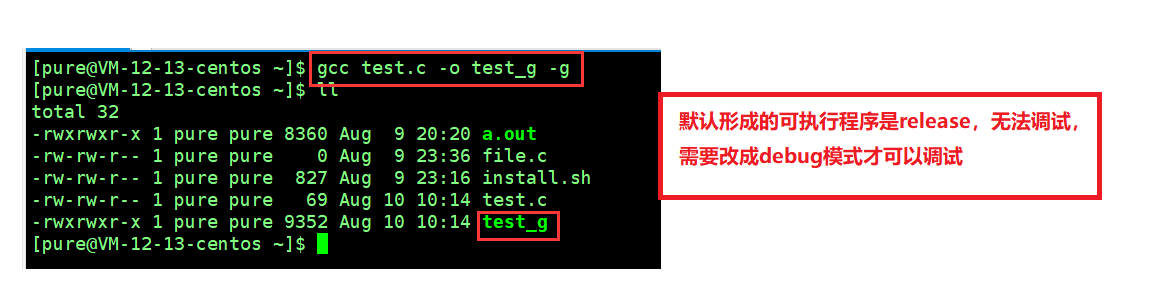 [pure@VM-12-13-centos ~]$ gcc test.c -o test_g -g
[pure@VM-12-13-centos ~]$ ll
total 32
-rwxrwxr-x 1 pure pure 8360 Aug  9 20:20 a.out
-rw-rw-r-- 1 pure pure    0 Aug  9 23:36 file.c
-rw-rw-r-- 1 pure pure  827 Aug  9 23:16 install.sh
-rw-rw-r-- 1 pure pure   69 Aug 10 10:14 test.c
-rwxrwxr-x 1 pure pure 9352 Aug 10 10:14 test_g
[pure@VM-12-13-centos ~]$
默认形成的可执行程序是release，无法调试，
需要改成debug模式才可以调试